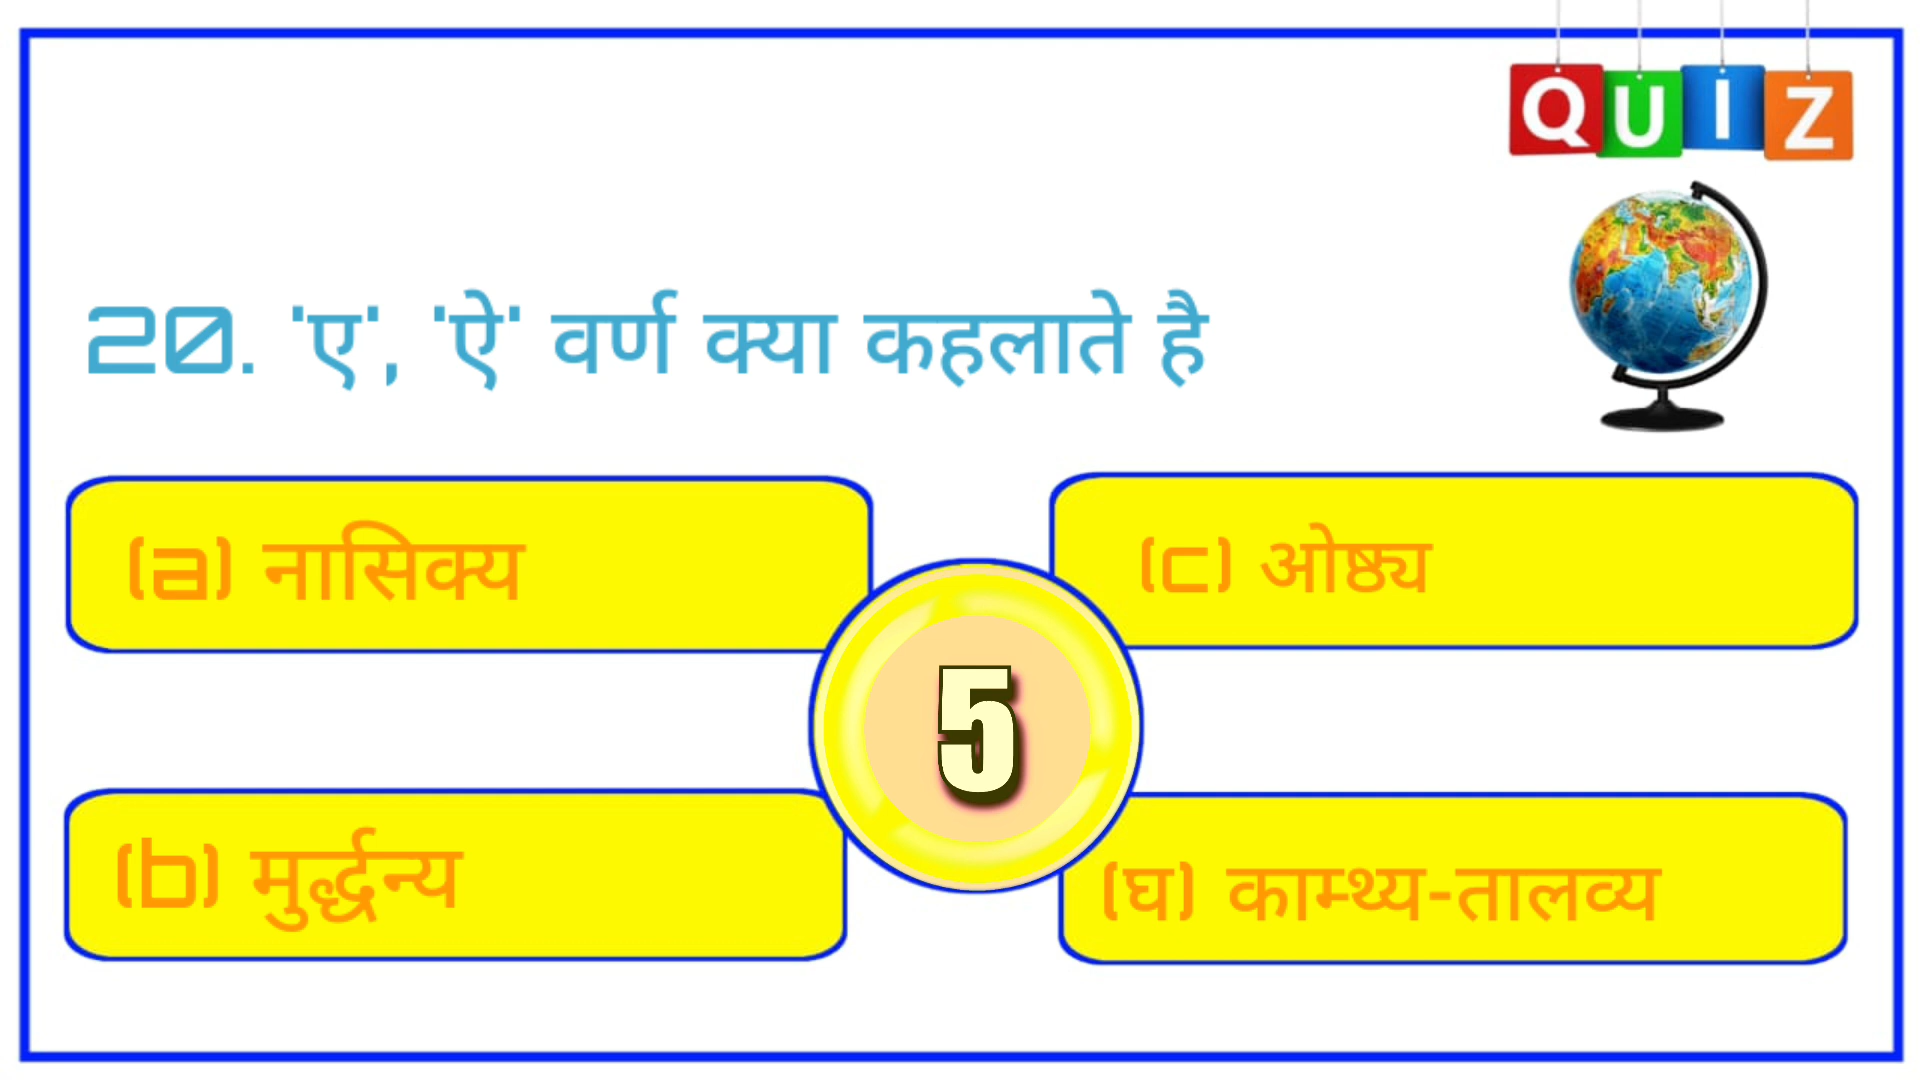 QUIZ
20. 'ए', 'ऐ' वर्ण क्या कहलाते है
(a) नासिक्य
(c) ओष्ठ्य
5
(b) मुर्द्धन्य
(घ) काम्थ्य-तालव्य